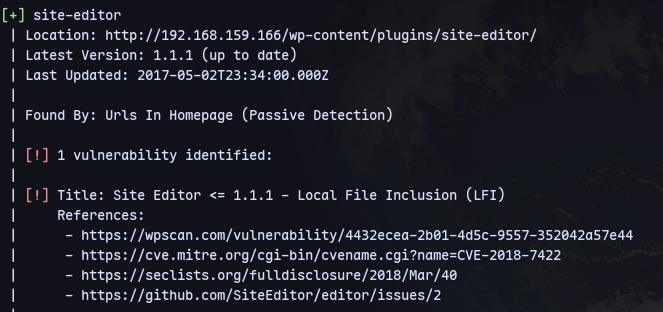 [+] site-editor
| Location: http://192.168.159.166/wp-content/plugins/site-editor/
| Latest Version: 1.1.1 (up to date)
| Last Updated: 2017-05-02T23:34:00.000Z
|
| Found By: Urls In Homepage (Passive Detection)
|
| [!] 1 vulnerability identified:
|
| [!] Title: Site Editor <= 1.1.1 - Local File Inclusion (LFI)
|     References:
|      - https://wpscan.com/vulnerability/4432ecea-2b01-4d5c-9557-352042a57e44
|      - https://cve.mitre.org/cgi-bin/cvename.cgi?name=CVE-2018-7422
|      - https://seclists.org/fulldisclosure/2018/Mar/40
|      - https://github.com/SiteEditor/editor/issues/2
|